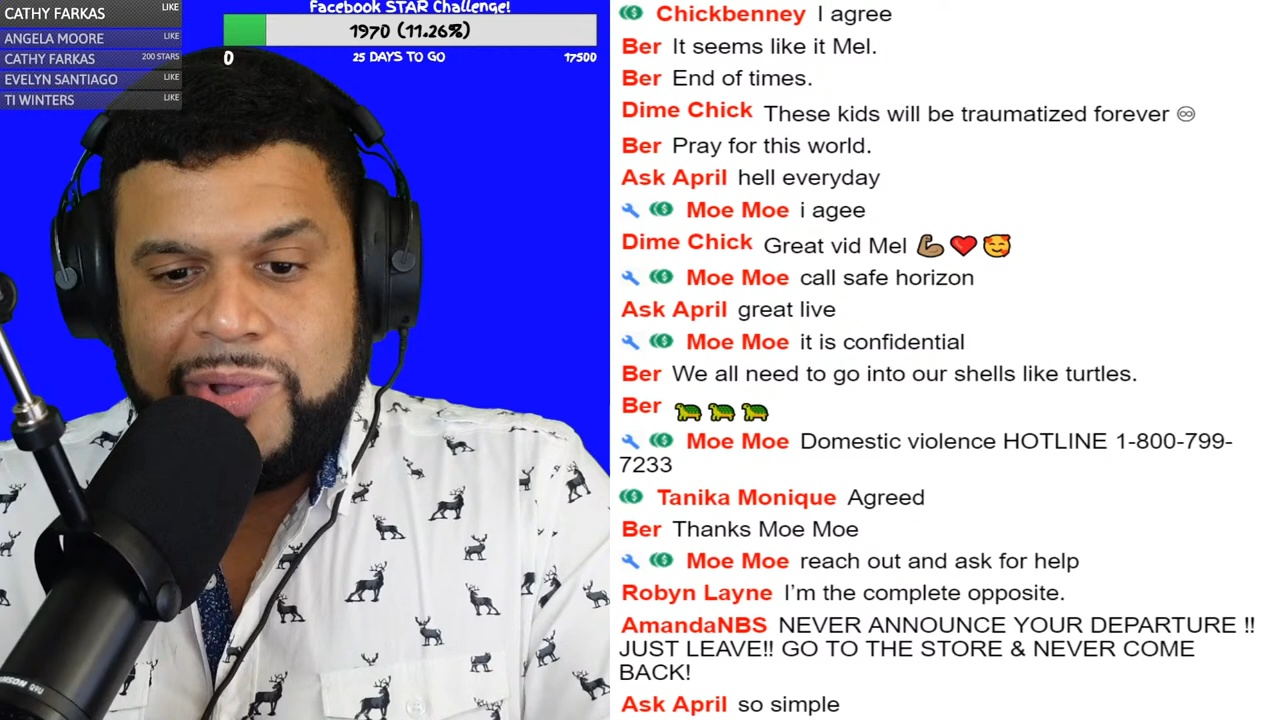 CATHY FARKAS LIKE
ANGELA MOORE LIKE
CATHY FARKAS 200 STARS
EVELYN SANTIAGO LIKE
TI WINTERS LIKE
Facebook STAR Challenge!
1970 (11.26%)
0 25 DAYS TO GO 17500
Chickbenney I agree
Ber It seems like it Mel.
Ber End of times.
Dime Chick These kids will be traumatized forever ♾
Ber Pray for this world.
Ask April hell everyday
Moe Moe i agee
Dime Chick Great vid Mel 💪🏽❤️🥰
Moe Moe call safe horizon
Ask April great live
Moe Moe it is confidential
Ber We all need to go into our shells like turtles.
Ber 🐢🐢🐢
Moe Moe Domestic violence HOTLINE 1-800-799-
7233
Tanika Monique Agreed
Ber Thanks Moe Moe
Moe Moe reach out and ask for help
Robyn Layne I’m the complete opposite.
AmandaNBS NEVER ANNOUNCE YOUR DEPARTURE !!
JUST LEAVE!! GO TO THE STORE & NEVER COME
BACK!
Ask April so simple